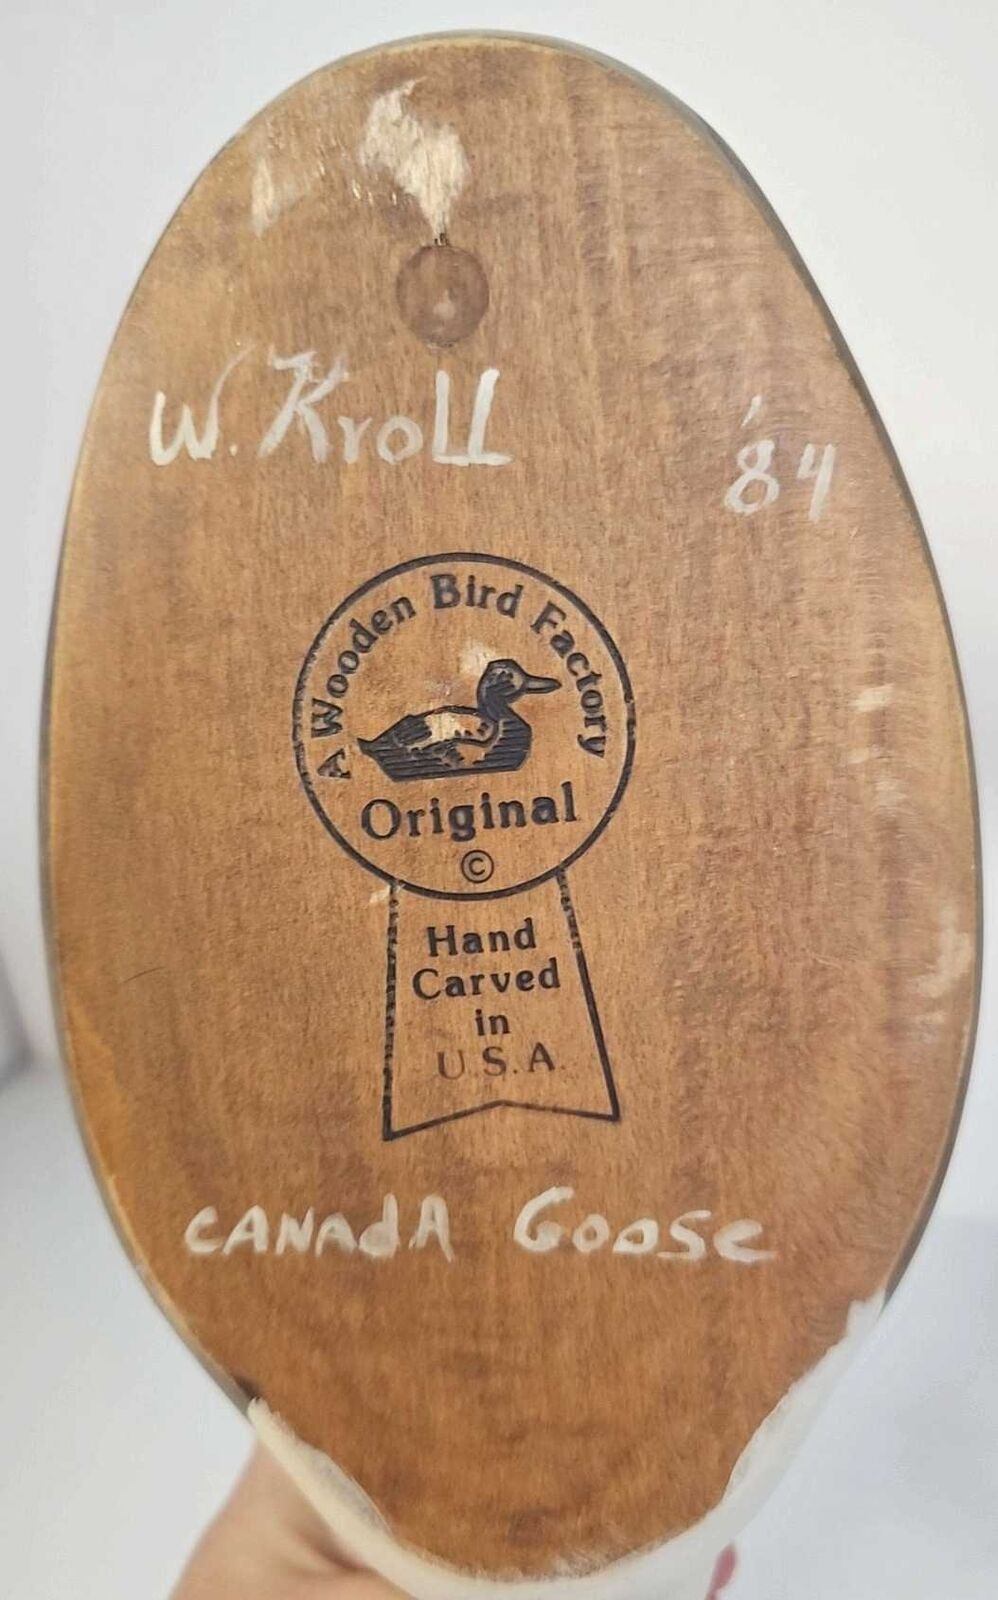 W. Kroll '84
A Wooden Bird Factory
Original
©
Hand
Carved
in
U.S.A.
CANAdA GooSe